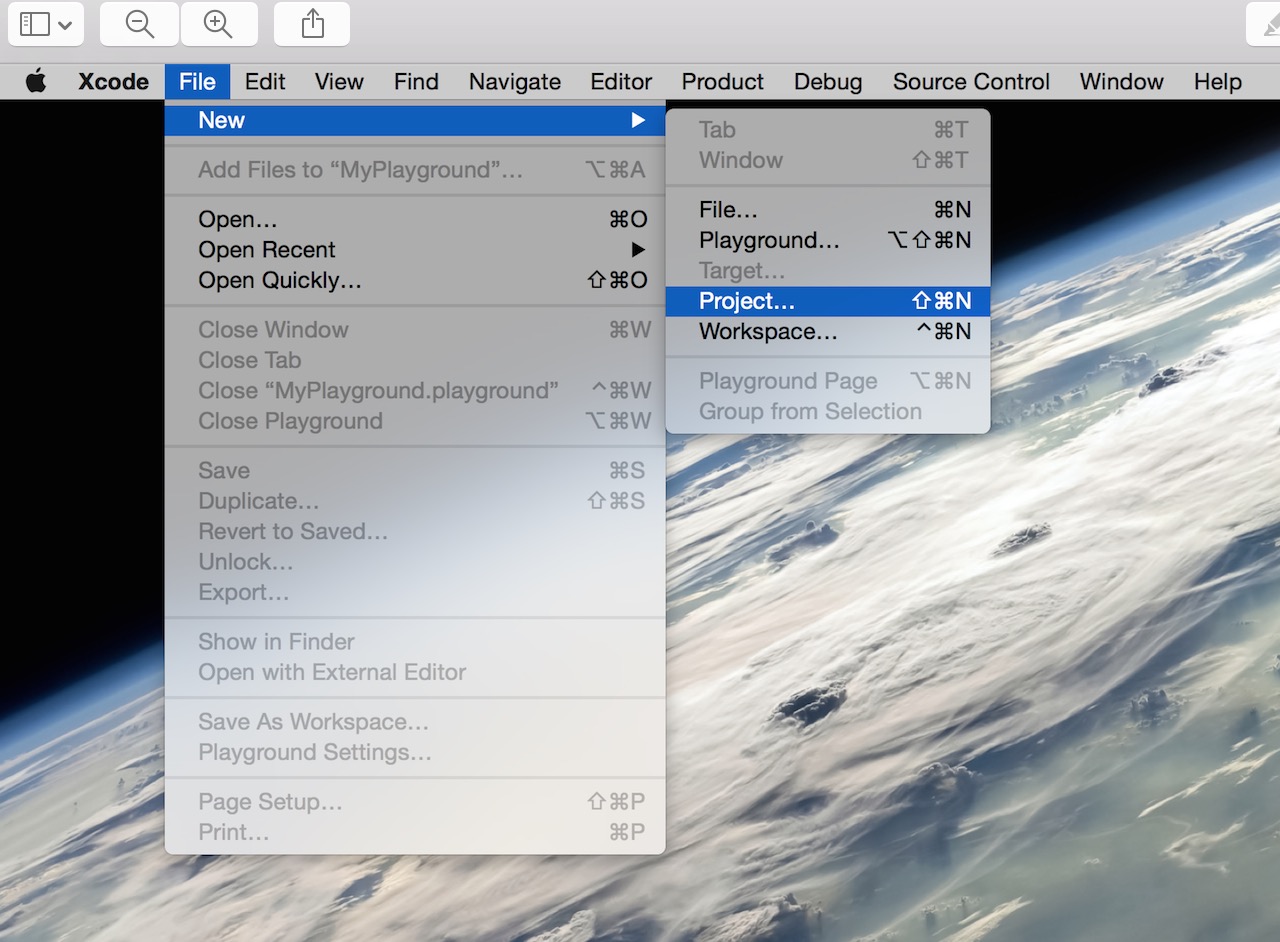 Xcode File Edit View Find Navigate Editor Product Debug Source Control Window Help
New
Add Files to “MyPlayground”… ⌥⌘A
Open… ⌘O
Open Recent
Open Quickly… ⇧⌘O
Close Window ⌘W
Close Tab
Close “MyPlayground.playground” ^⌘W
Close Playground ⌥⌘W
Save ⌘S
Duplicate… ⇧⌘S
Revert to Saved…
Unlock…
Export…
Show in Finder
Open with External Editor
Save As Workspace…
Playground Settings…
Page Setup… ⇧⌘P
Print… ⌘P
Tab ⌘T
Window ⇧⌘T
File… ⌘N
Playground… ⌥⇧⌘N
Target…
Project… ⇧⌘N
Workspace… ^⌘N
Playground Page ⌥⌘N
Group from Selection